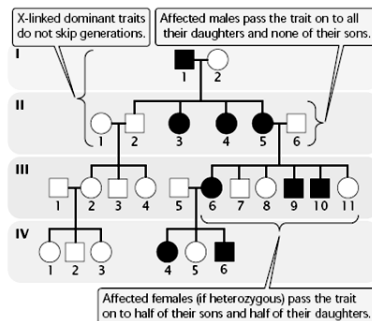 X-linked dominant traits
do not skip generations.
Affected males pass the trait on to all
their daughters and none of their sons.
I
1 2
II
1 2 3 4 5 6
III
1 2 3 4 5 6 7 8 9 10 11
IV
1 2 3 4 5 6
Affected females (if heterozygous) pass the trait
on to half of their sons and half of their daughters.